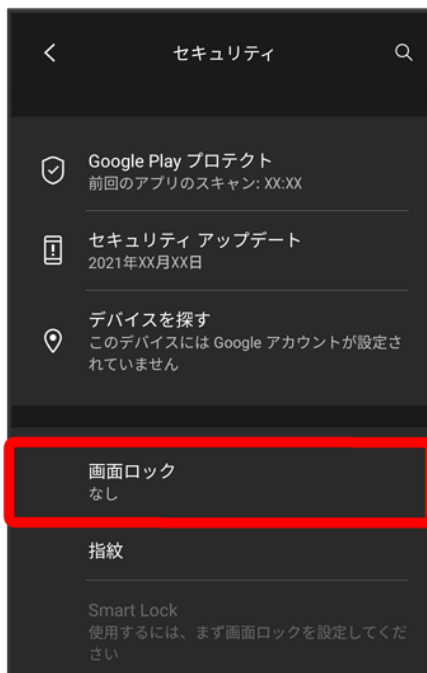 セキュリティ
Google Play プロテクト
前回のアプリのスキャン: XX:XX
セキュリティ アップデート
2021年XX月XX日
デバイスを探す
このデバイスには Google アカウントが設定さ
れていません
画面ロック
なし
指紋
Smart Lock
使用するには、まず画面ロックを設定してくだ
さい